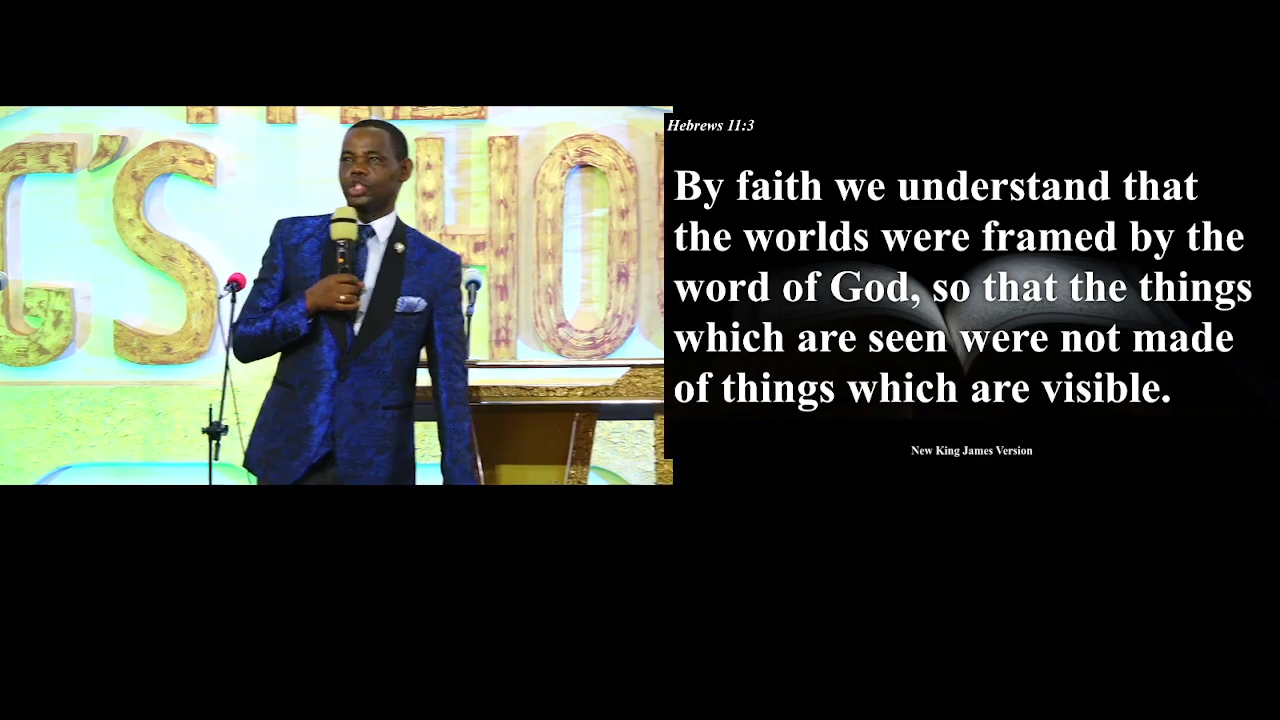 G'S HO
Hebrews 11:3
By faith we understand that
the worlds were framed by the
word of God, so that the things
which are seen were not made
of things which are visible.
New King James Version